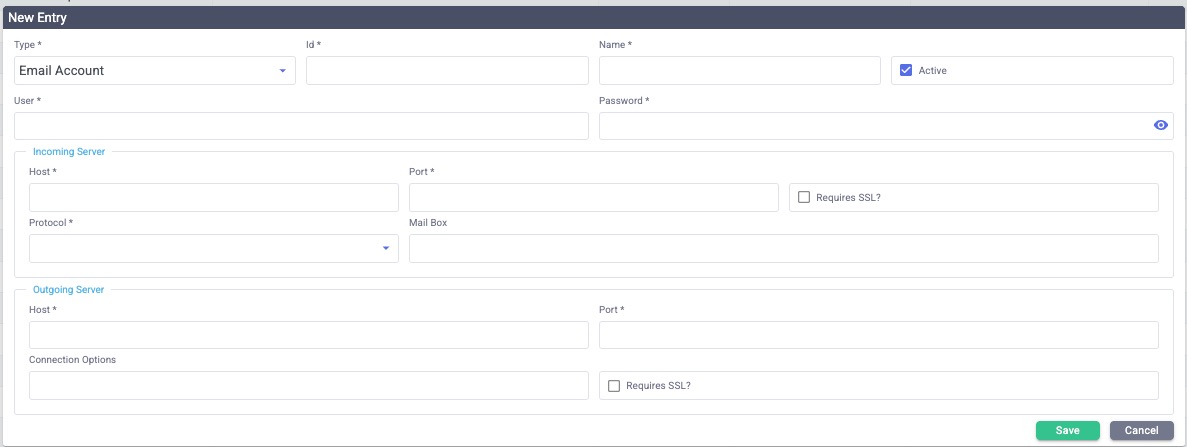 New Entry
Type *
Id *
Name *
Email Account
Active
User *
Password *
Incoming Server
Host *
Port *
Requires SSL?
Protocol *
Mail Box
Outgoing Server
Host *
Port *
Connection Options
Requires SSL?
Save
Cancel